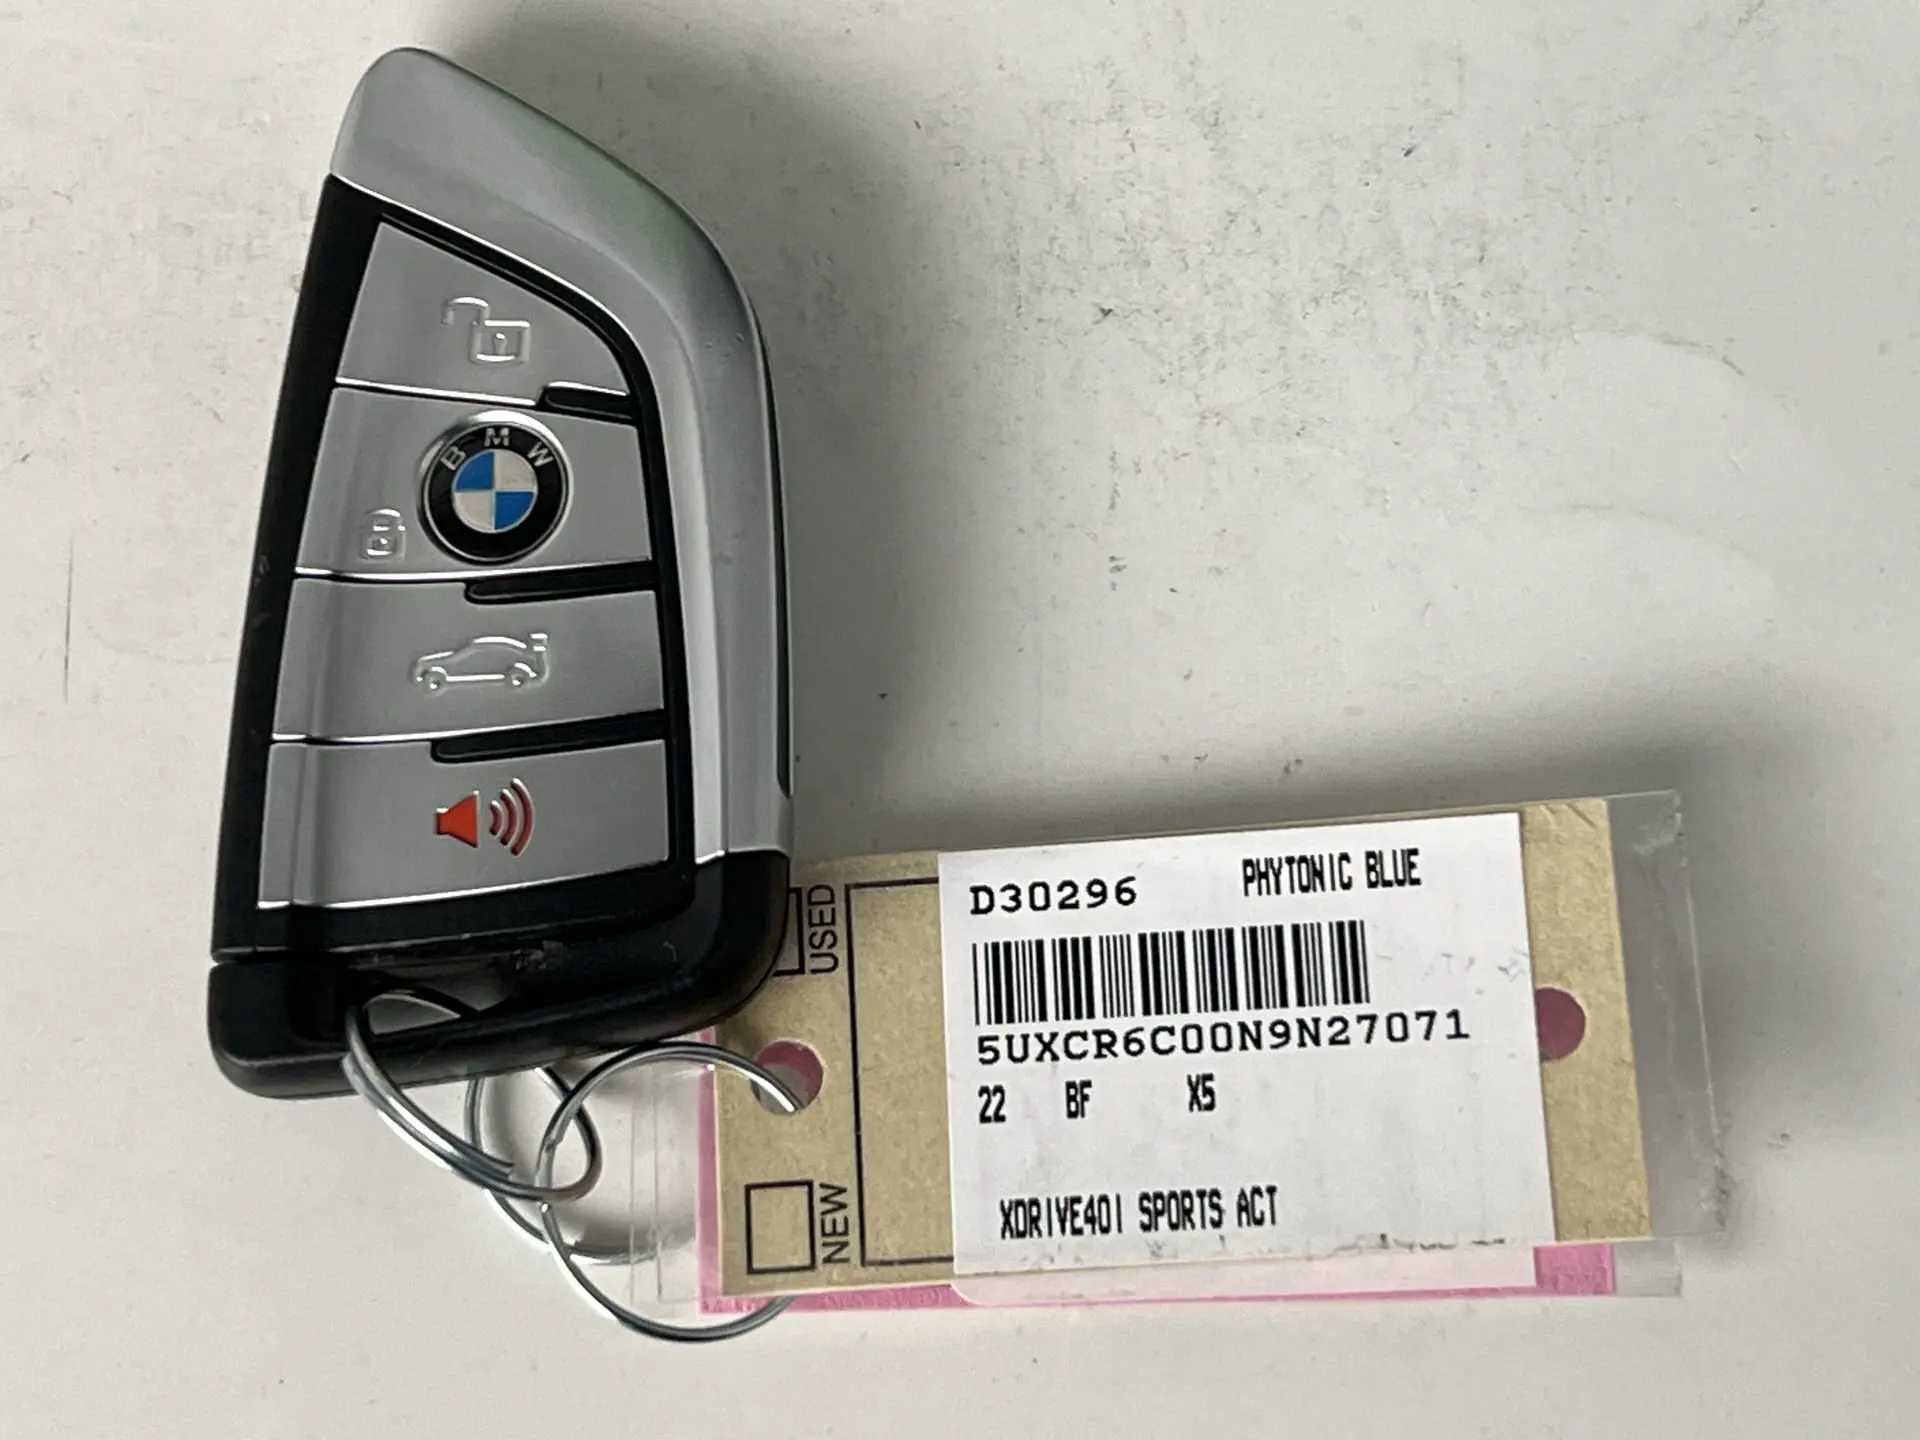 BMW
USED
NEW
D30296 PHYTONIC BLUE
5UXCR6C00N9N27071
22 BF X5
XDRIVE40I SPORTS ACT